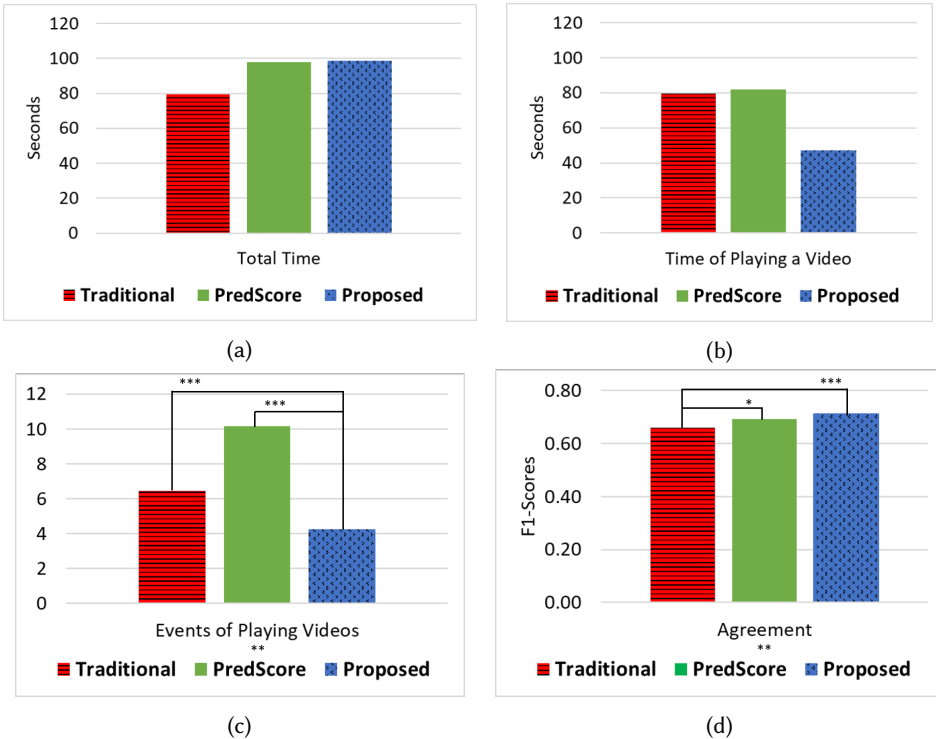 120
100
80
60
40
20
0
Seconds
Total Time
Traditional PredScore Proposed
(a)
120
100
80
60
40
20
0
Seconds
Time of Playing a Video
Traditional PredScore Proposed
(b)
12
10
8
6
4
2
0
***
***
Events of Playing Videos
**
Traditional PredScore Proposed
(c)
0.80
0.60
0.40
0.20
0.00
F1-Scores
***
*
Agreement
**
Traditional PredScore Proposed
(d)